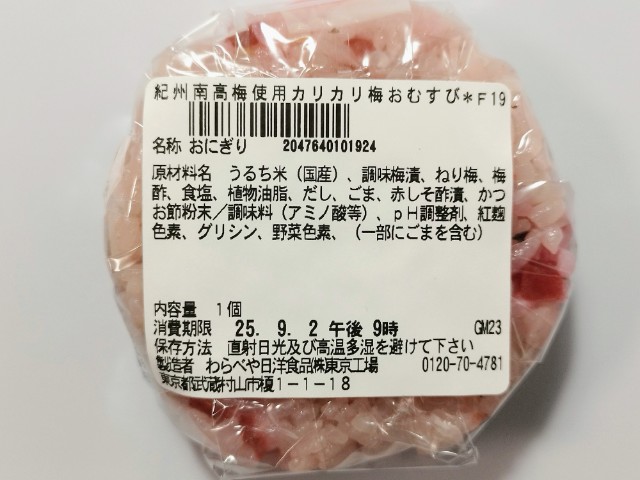 紀州南高梅使用カリカリ梅おむすび*F19
名称 おにぎり 2047640101924
原材料名 うるち米（国産）、調味梅漬、ねり梅、梅
酢、食塩、植物油脂、だし、ごま、赤しそ酢漬、かつ
お節粉末／調味料（アミノ酸等）、pH調整剤、紅麹
色素、グリシン、野菜色素、（一部にごまを含む）
内容量 1個
消費期限 25. 9. 2 午後 9時 GM23
保存方法 直射日光及び高温多湿を避けて下さい
製造者 わらべや日洋食品㈱東京工場 0120-70-4781
東京都武蔵村山市榎1-1-18